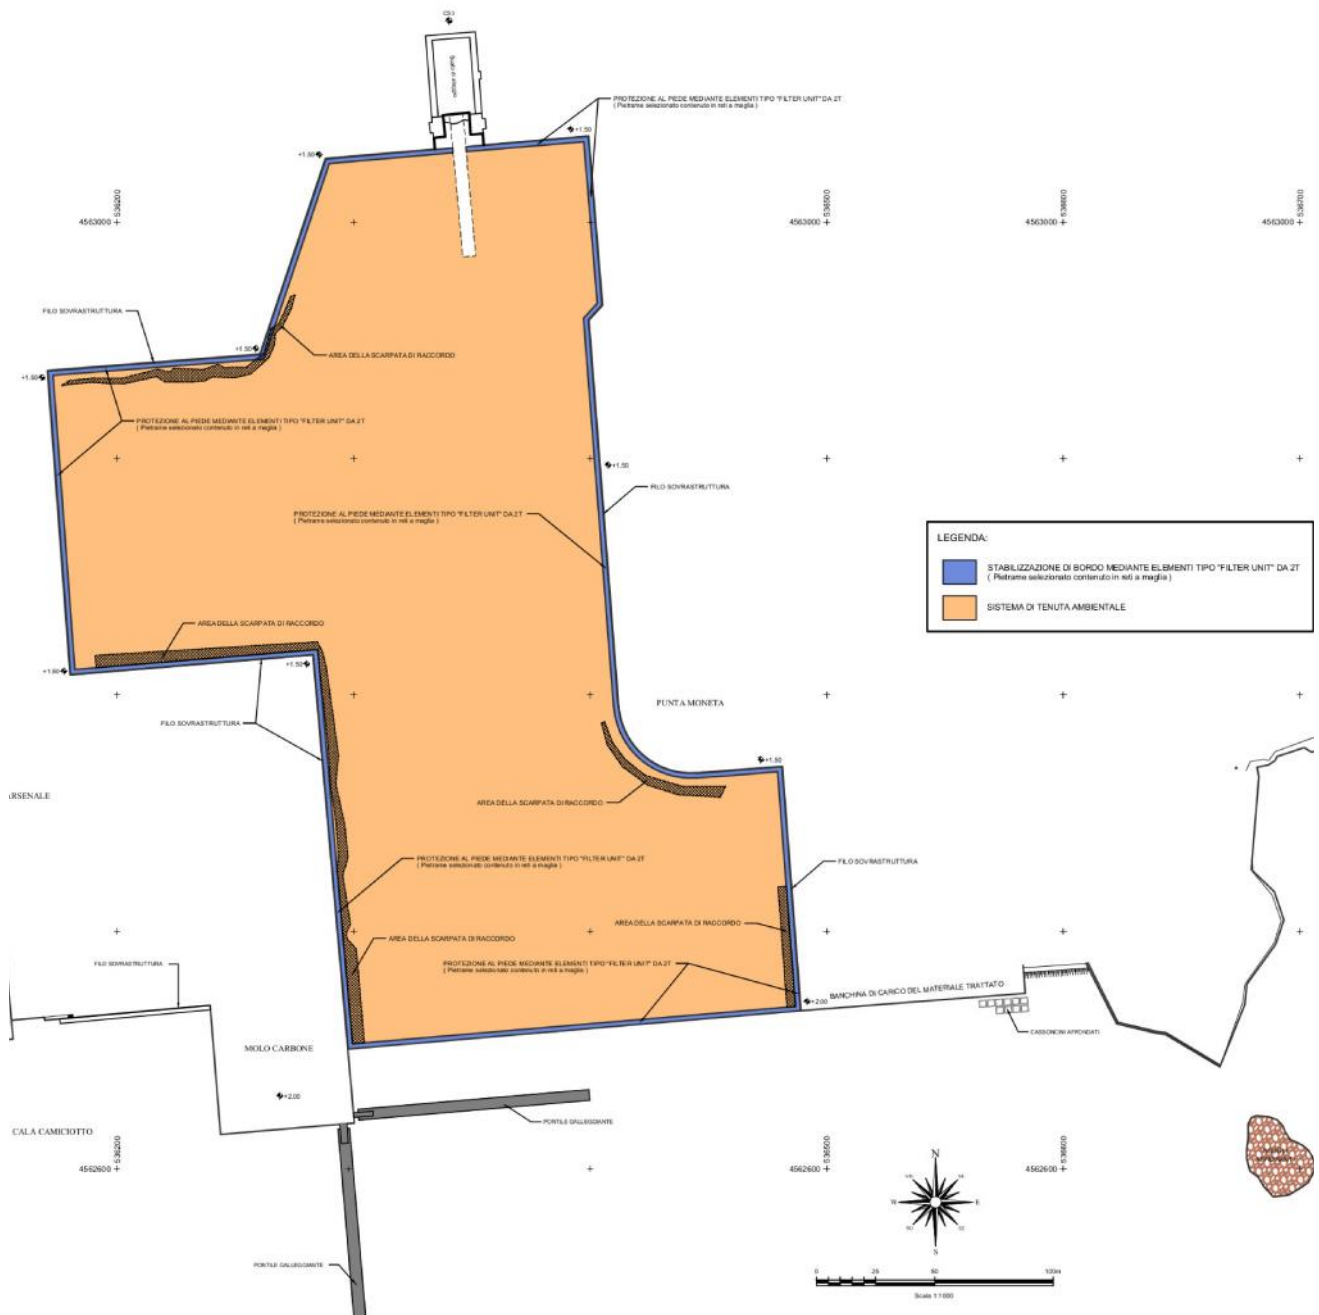 CS3
PROTEZIONE AL PIEDE MEDIANTE ELEMENTI TIPO "FILTER UNIT" DA 2T
( Pietrame selezionato contenuto in reti a maglia )
+1.50
+1.50
536200
4563000
536500
4563000
536600
4563000
536700
4563000
FILO SOVRASTRUTTURA
+1.50
AREA DELLA SCARPATA DI RACCORDO
+1.50
PROTEZIONE AL PIEDE MEDIANTE ELEMENTI TIPO "FILTER UNIT" DA 2T
( Pietrame selezionato contenuto in reti a maglia )
+1.50
FILO SOVRASTRUTTURA
PROTEZIONE AL PIEDE MEDIANTE ELEMENTI TIPO "FILTER UNIT" DA 2T
( Pietrame selezionato contenuto in reti a maglia )
LEGENDA:
STABILIZZAZIONE DI BORDO MEDIANTE ELEMENTI TIPO "FILTER UNIT" DA 2T
( Pietrame selezionato contenuto in reti a maglia )
SISTEMA DI TENUTA AMBIENTALE
AREA DELLA SCARPATA DI RACCORDO
+1.50
+1.50
PUNTA MONETA
FILO SOVRASTRUTTURA
+1.50
ARSENALE
AREA DELLA SCARPATA DI RACCORDO
PROTEZIONE AL PIEDE MEDIANTE ELEMENTI TIPO "FILTER UNIT" DA 2T
( Pietrame selezionato contenuto in reti a maglia )
FILO SOVRASTRUTTURA
AREA DELLA SCARPATA DI RACCORDO
AREA DELLA SCARPATA DI RACCORDO
FILO SOVRASTRUTTURA
PROTEZIONE AL PIEDE MEDIANTE ELEMENTI TIPO "FILTER UNIT" DA 2T
( Pietrame selezionato contenuto in reti a maglia )
BANCHINA DI CARICO DEL MATERIALE TRATTATO
+2.00
CASSONCINI AFFONDATI
MOLO CARBONE
+2.00
PONTILE GALLEGGIANTE
CALA CAMICIOTTO
536200
4562600
536500
4562600
536600
4562600
N
W
E
S
PONTILE GALLEGGIANTE
0 25 50 100m
Scala 1:1000